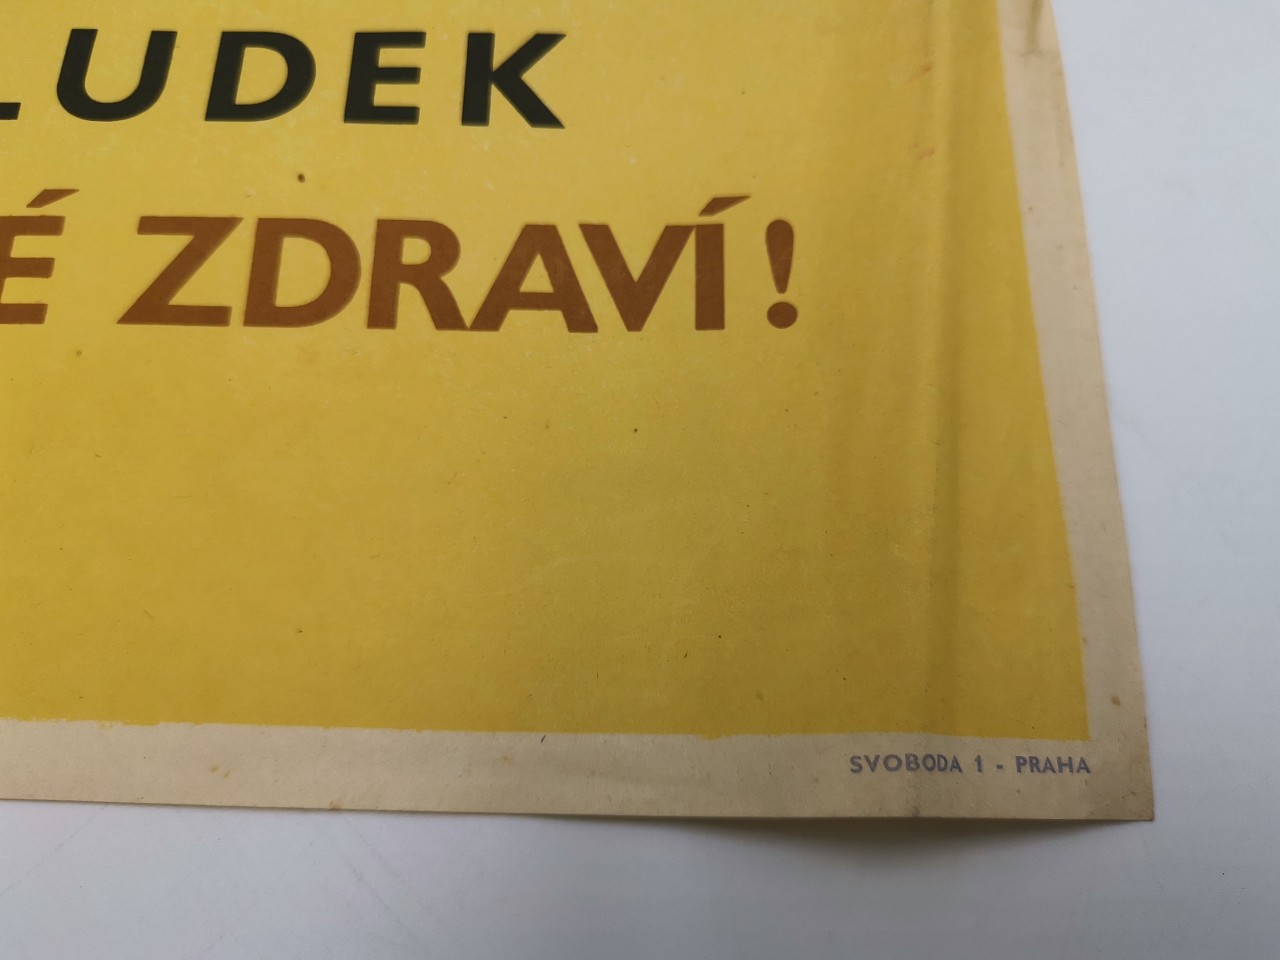 LUDEK
É ZDRAVÍ!
SVOBODA 1 - PRAHA